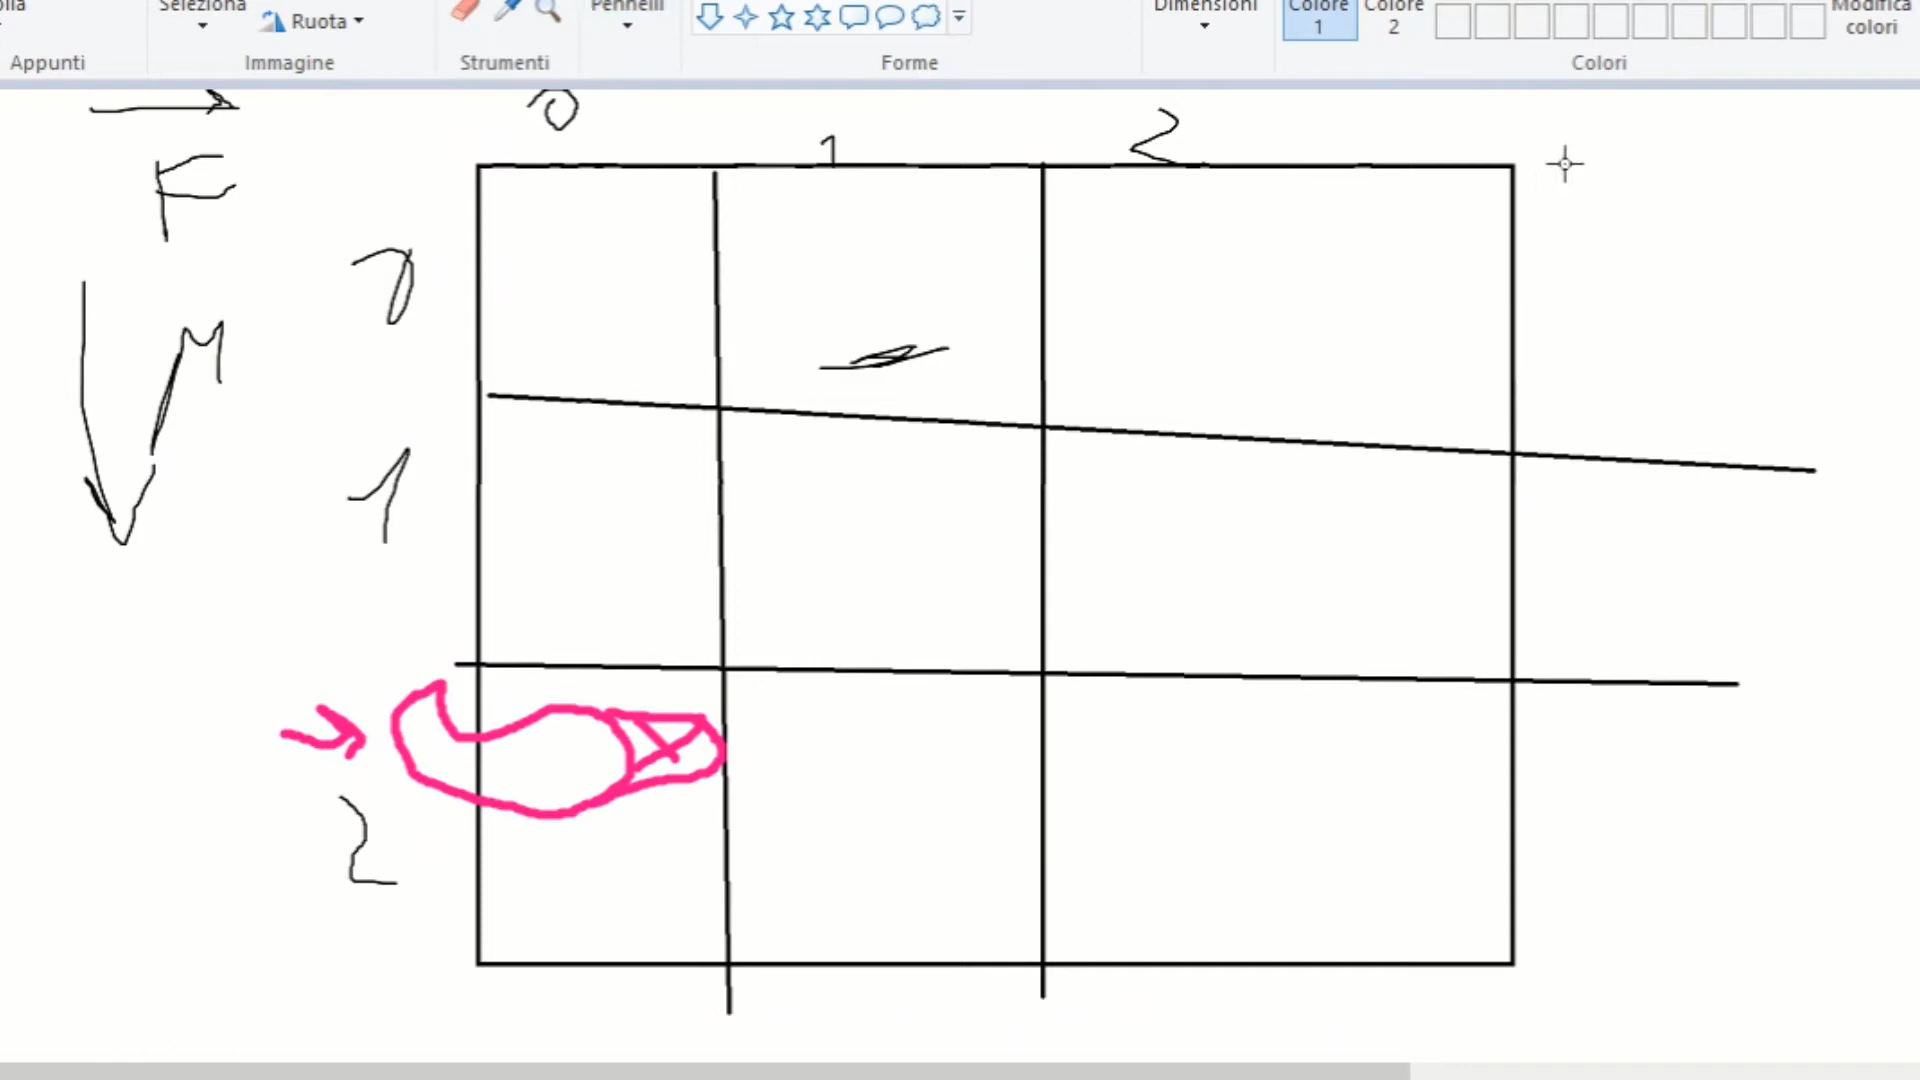 Seleziona
Ruota
Pennelli
Dimensioni
Colore
1
Colore
2
Modifica
colori
Appunti
Immagine
Strumenti
Forme
Colori
0
1
2
F
M
1
2